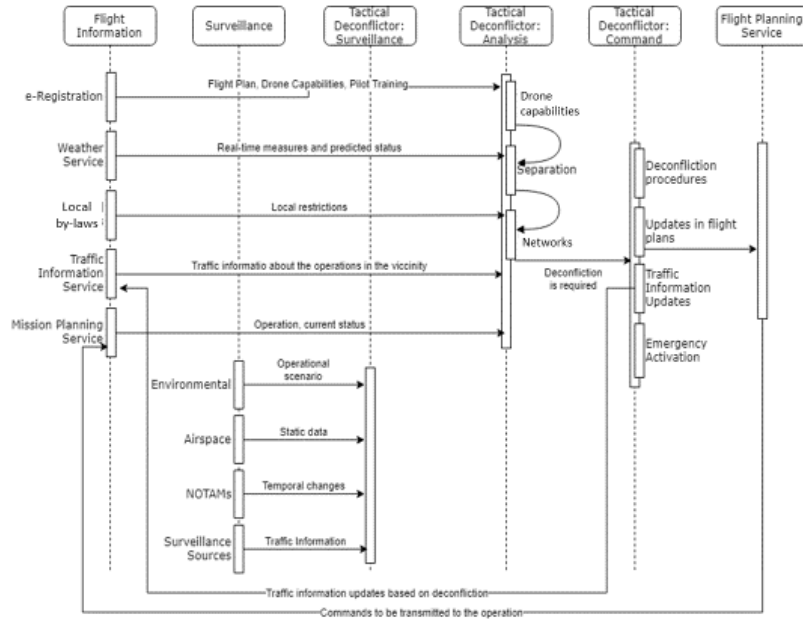 Flight
Information
Surveillance
Tactical
Deconflictor:
Surveillance
Tactical
Deconflictor:
Analysis
Tactical
Deconflictor:
Command
Flight Planning
Service
e-Registration
Flight Plan, Drone Capabilities, Pilot Training
Drone
capabilities
Weather
Service
Real-time measures and predicted status
Separation
Deconfliction
procedures
Local
by-laws
Local restrictions
Updates in flight
plans
Networks
Traffic
Information
Service
Traffic informatio about the operations in the viccinity
Deconfliction
is required
Traffic
Information
Updates
Mission Planning
Service
Operation, current status
Emergency
Activation
Environmental
Operational
scenario
Airspace
Static data
NOTAMs
Temporal changes
Surveillance
Sources
Traffic Information
Traffic information updates based on deconfliction
Commands to be transmitted to the operation